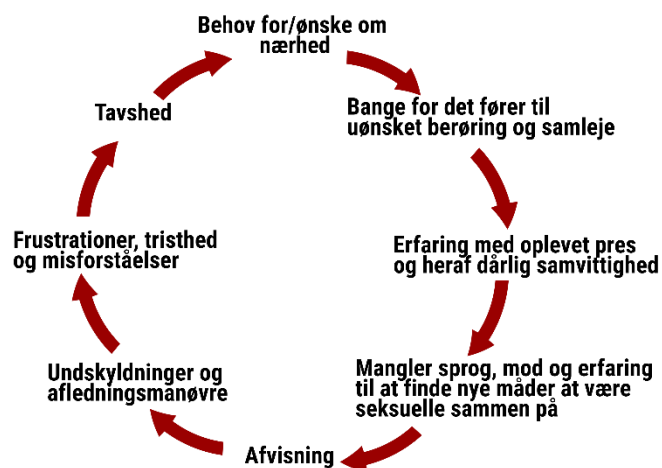 Behov for/ønske om
nærhed
Bange for det fører til
uønsket berøring og samleje
Erfaring med oplevet pres
og heraf dårlig samvittighed
Mangler sprog, mod og erfaring
til at finde nye måder at være
seksuelle sammen på
Afvisning
Undskyldninger og
afledningsmanøvre
Frustrationer, tristhed
og misforståelser
Tavshed